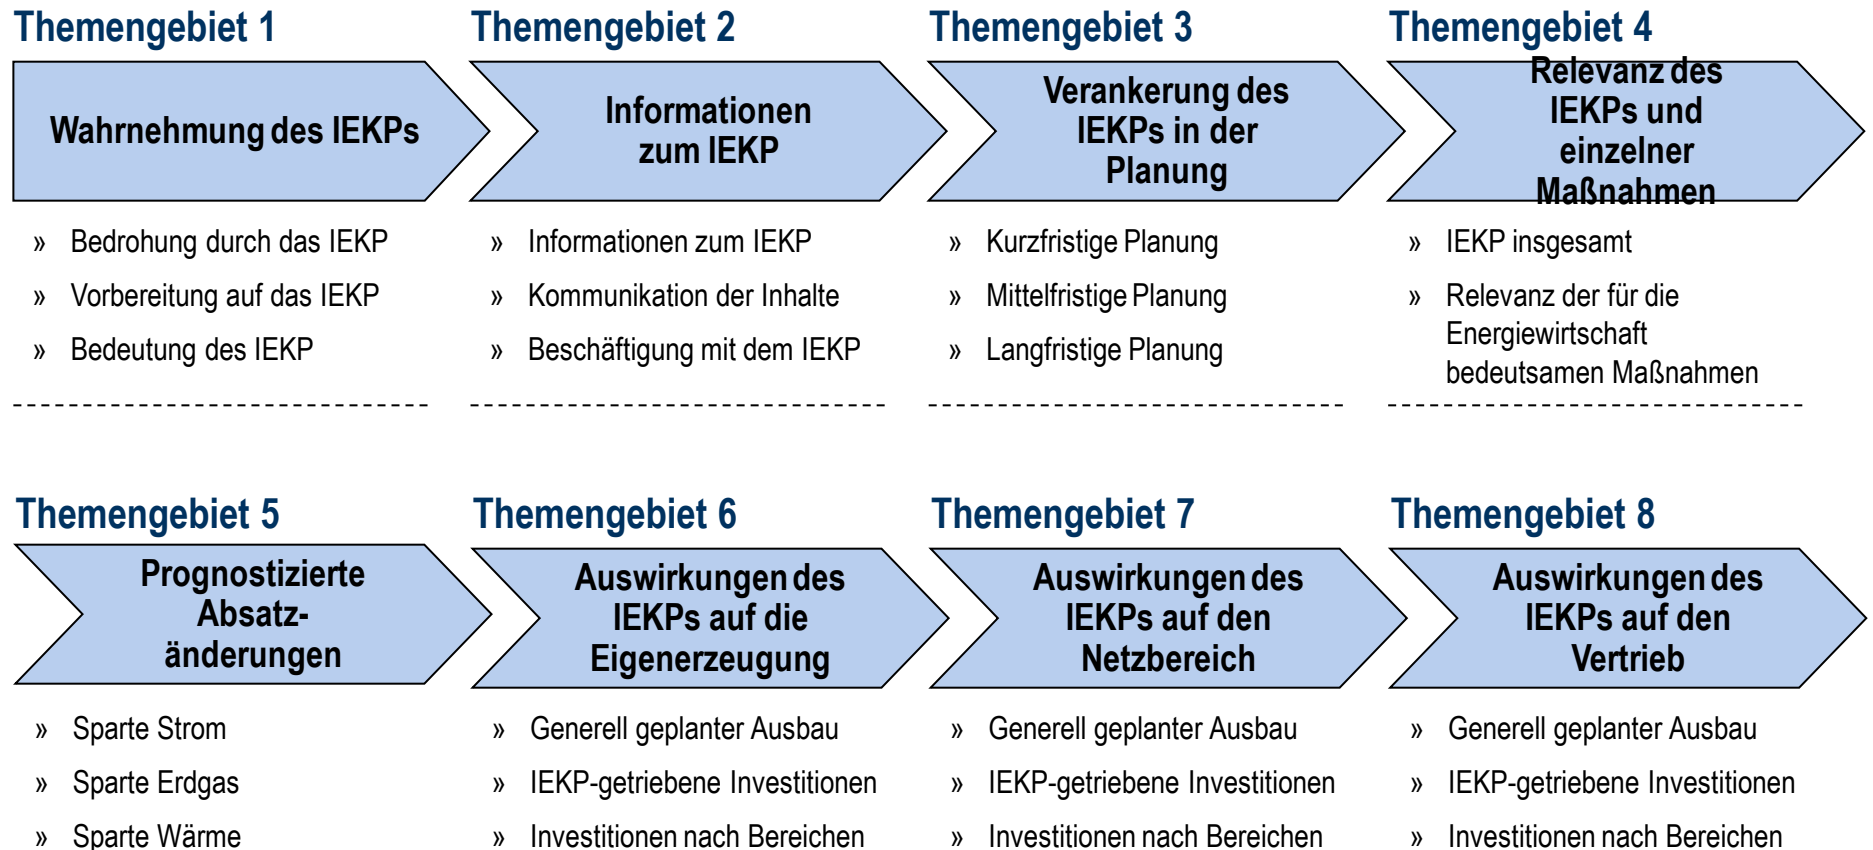 Themengebiet 1
Wahrnehmung des IEKPs
» Bedrohung durch das IEKP
» Vorbereitung auf das IEKP
» Bedeutung des IEKP
Themengebiet 2
Informationen
zum IEKP
» Informationen zum IEKP
» Kommunikation der Inhalte
» Beschäftigung mit dem IEKP
Themengebiet 3
Verankerung des
IEKPs in der
Planung
» Kurzfristige Planung
» Mittelfristige Planung
» Langfristige Planung
Themengebiet 4
Relevanz des
IEKPs und
einzelner
Maßnahmen
» IEKP insgesamt
» Relevanz der für die
Energiewirtschaft
bedeutsamen Maßnahmen
Themengebiet 5
Prognostizierte
Absatz-
änderungen
» Sparte Strom
» Sparte Erdgas
» Sparte Wärme
Themengebiet 6
Auswirkungen des
IEKPs auf die
Eigenerzeugung
» Generell geplanter Ausbau
» IEKP-getriebene Investitionen
» Investitionen nach Bereichen
Themengebiet 7
Auswirkungen des
IEKPs auf den
Netzbereich
» Generell geplanter Ausbau
» IEKP-getriebene Investitionen
» Investitionen nach Bereichen
Themengebiet 8
Auswirkungen des
IEKPs auf den
Vertrieb
» Generell geplanter Ausbau
» IEKP-getriebene Investitionen
» Investitionen nach Bereichen